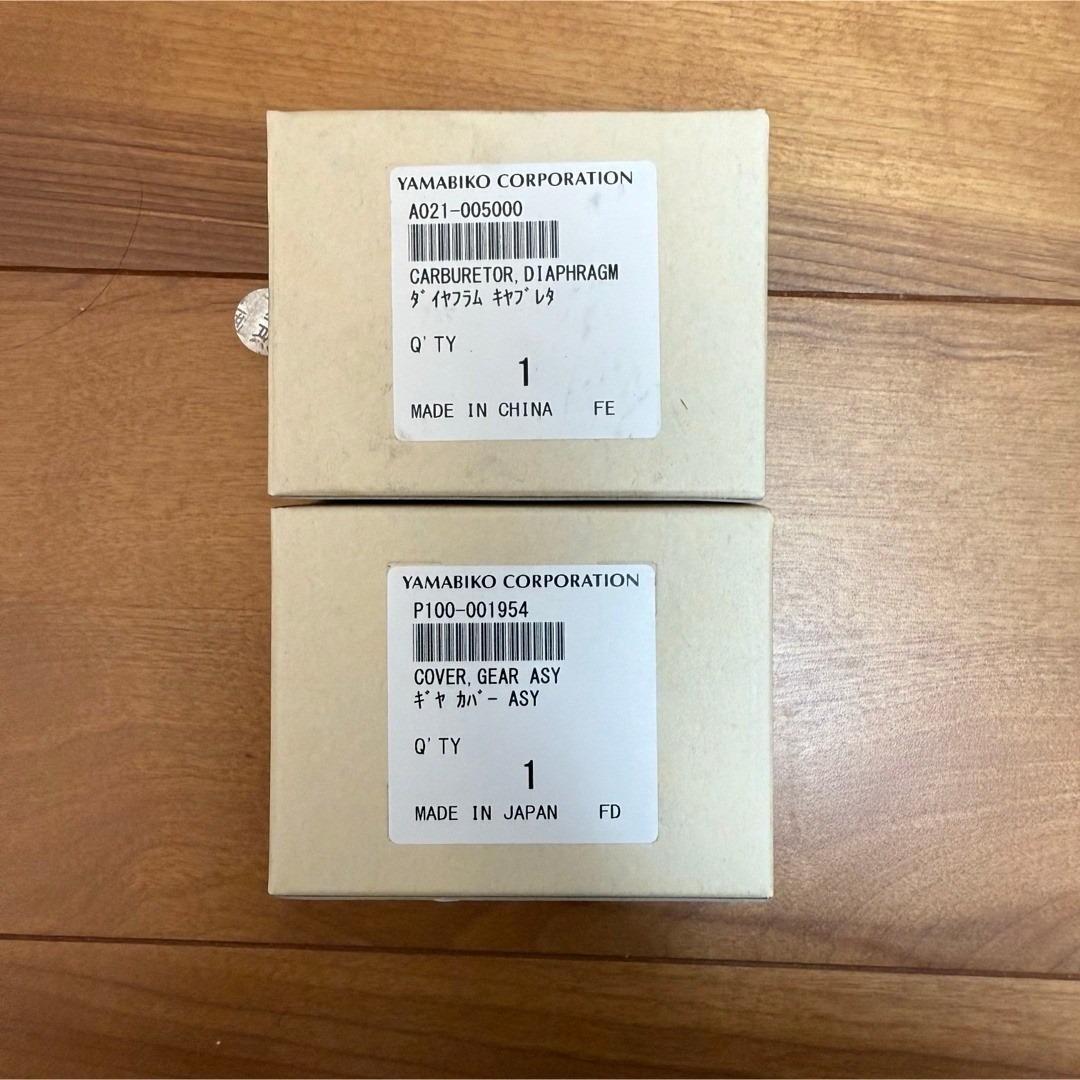 YAMABIKO CORPORATION
A021-005000
CARBURETOR,DIAPHRAGM
ﾀﾞｲﾔﾌﾗﾑ ｷﾔﾌﾞﾚﾀ
Q'TY
1
MADE IN CHINA FE
YAMABIKO CORPORATION
P100-001954
COVER,GEAR ASY
ｷﾞﾔ ｶﾊﾞｰ ASY
Q'TY
1
MADE IN JAPAN FD